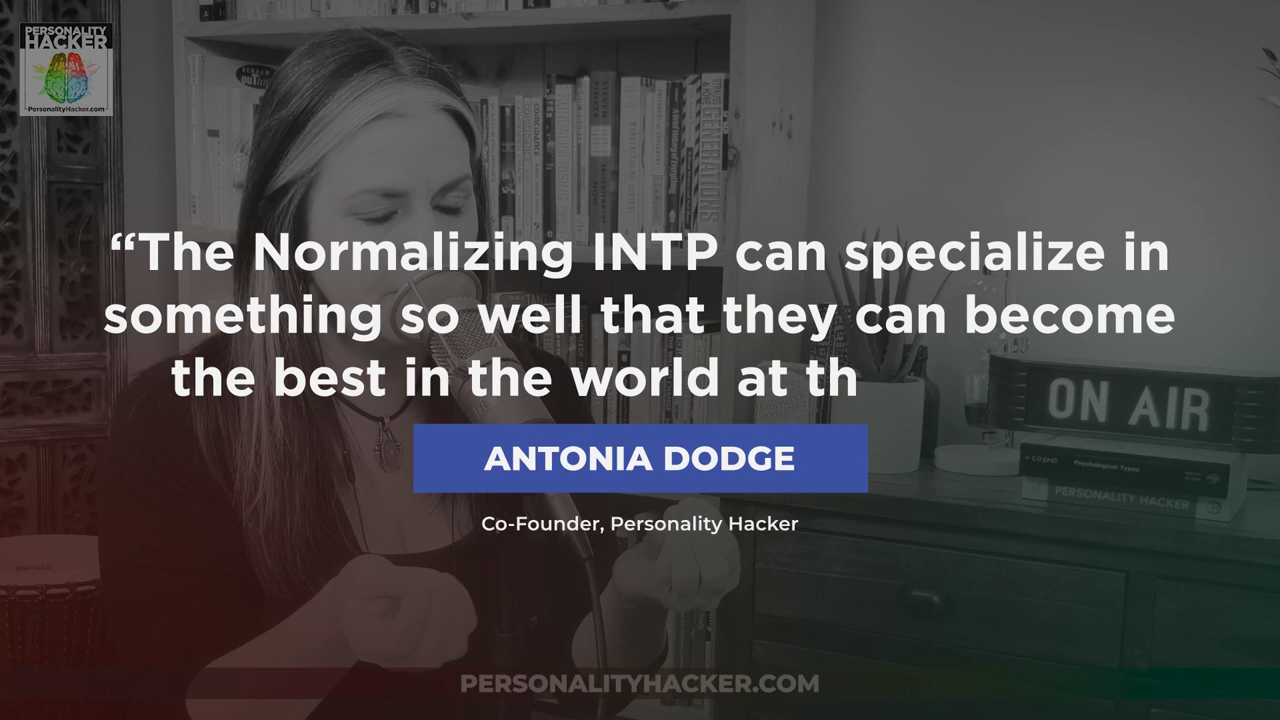 PERSONALITY
HACKER
PersonalityHacker.com
OUT!
GENERATIONS
“The Normalizing INTP can specialize in
something so well that they can become
the best in the world at th
ON AIR
ANTONIA DODGE
Psychological Types
PERSONALITY HACKER
Co-Founder, Personality Hacker
PERSONALITYHACKER.COM